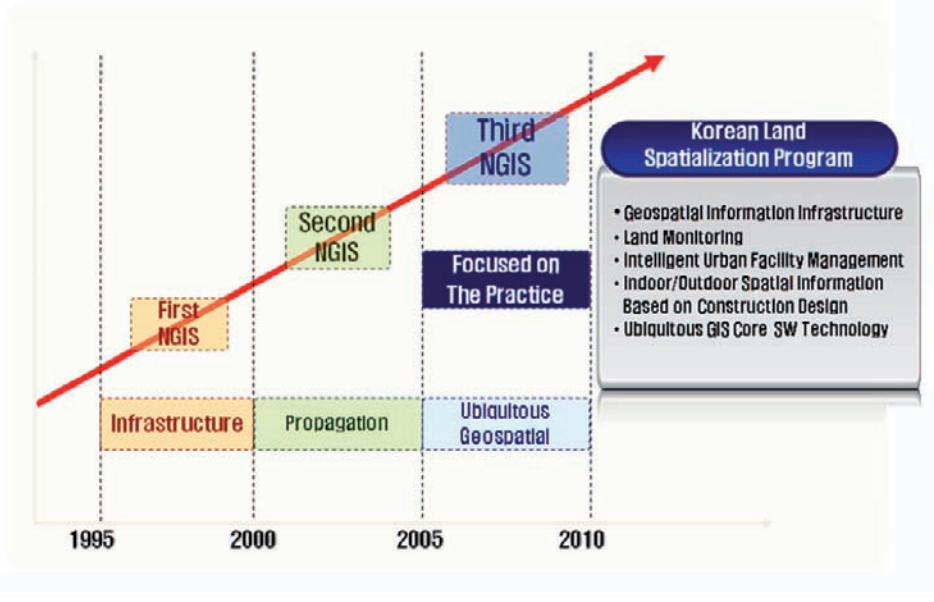 Third
NGIS
Korean Land
Spatialization Program
Second
NGIS
• Geospatial Information Infrastructure
• Land Monitoring
• Intelligent Urban Facility Management
• Indoor/Outdoor Spatial Information
Based on Construction Design
• Ubiquitous GIS Core SW Technology
Focused on
The Practice
First
NGIS
Infrastructure
Propagation
Ubiquitous
Geospatial
1995
2000
2005
2010